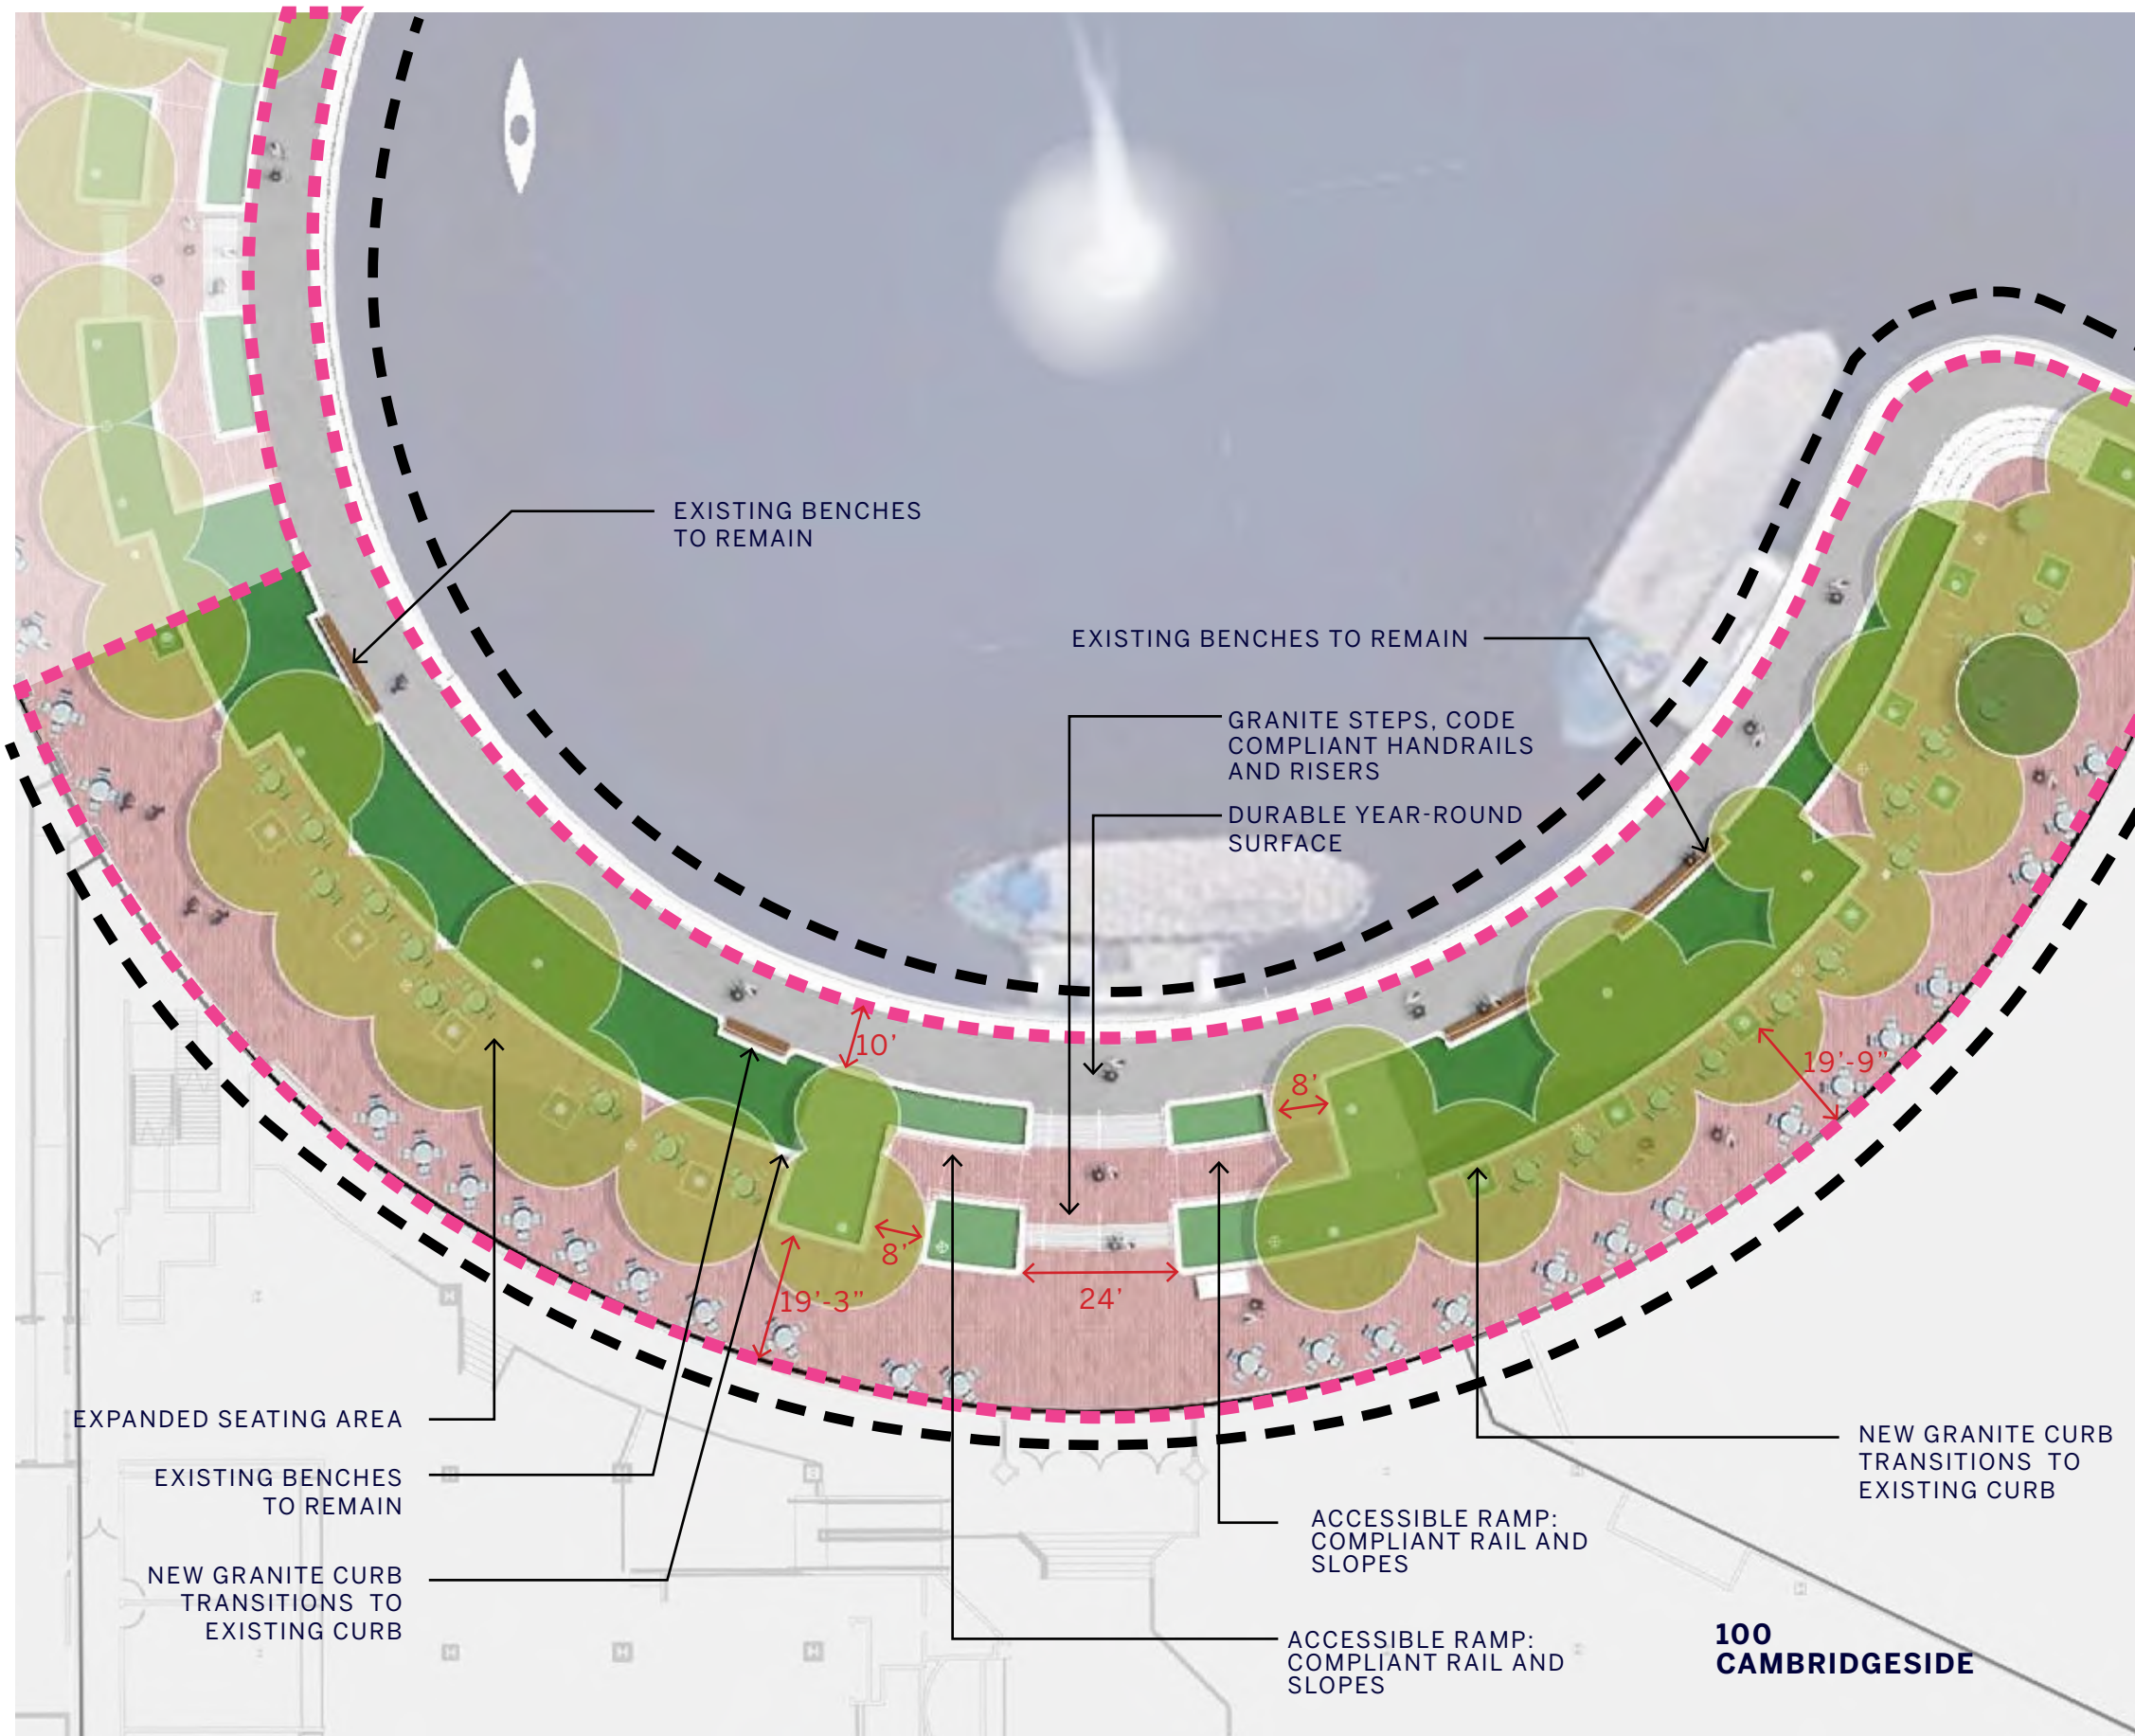 EXISTING BENCHES
TO REMAIN
EXISTING BENCHES TO REMAIN
GRANITE STEPS, CODE
COMPLIANT HANDRAILS
AND RISERS
DURABLE YEAR-ROUND
SURFACE
10’
8’
19’-9”
8’
19’-3”
24’
EXPANDED SEATING AREA
EXISTING BENCHES
TO REMAIN
NEW GRANITE CURB
TRANSITIONS TO
EXISTING CURB
NEW GRANITE CURB
TRANSITIONS TO
EXISTING CURB
ACCESSIBLE RAMP:
COMPLIANT RAIL AND
SLOPES
ACCESSIBLE RAMP:
COMPLIANT RAIL AND
SLOPES
100
CAMBRIDGESIDE